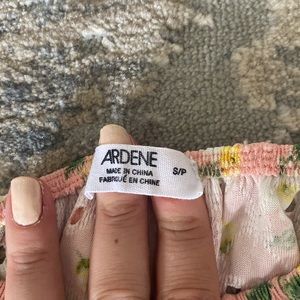 ARDENE
MADE IN CHINA
FABRIQUÉ EN CHINE
S/P